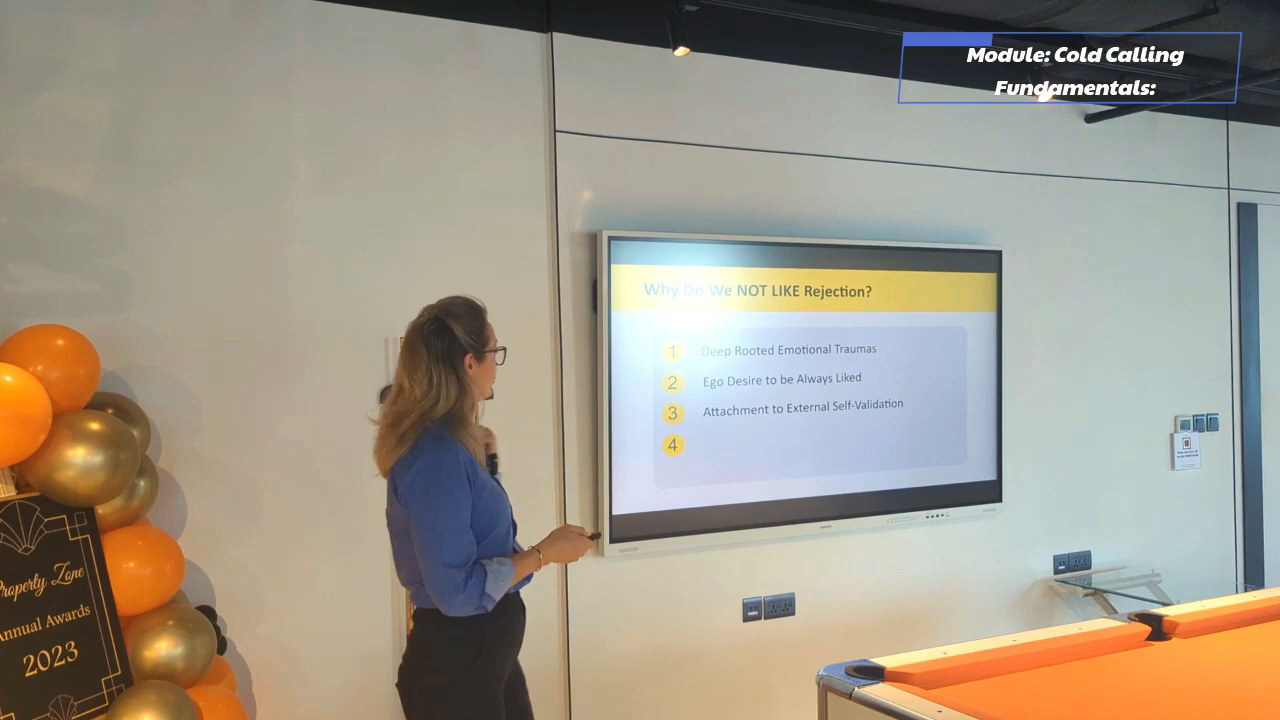 Module: Cold Calling
Fundamentals:
Why Do We NOT LIKE Rejection?
1 Deep Rooted Emotional Traumas
2 Ego Desire to be Always Liked
3 Attachment to External Self-Validation
4
Property Zone
Annual Awards
2023